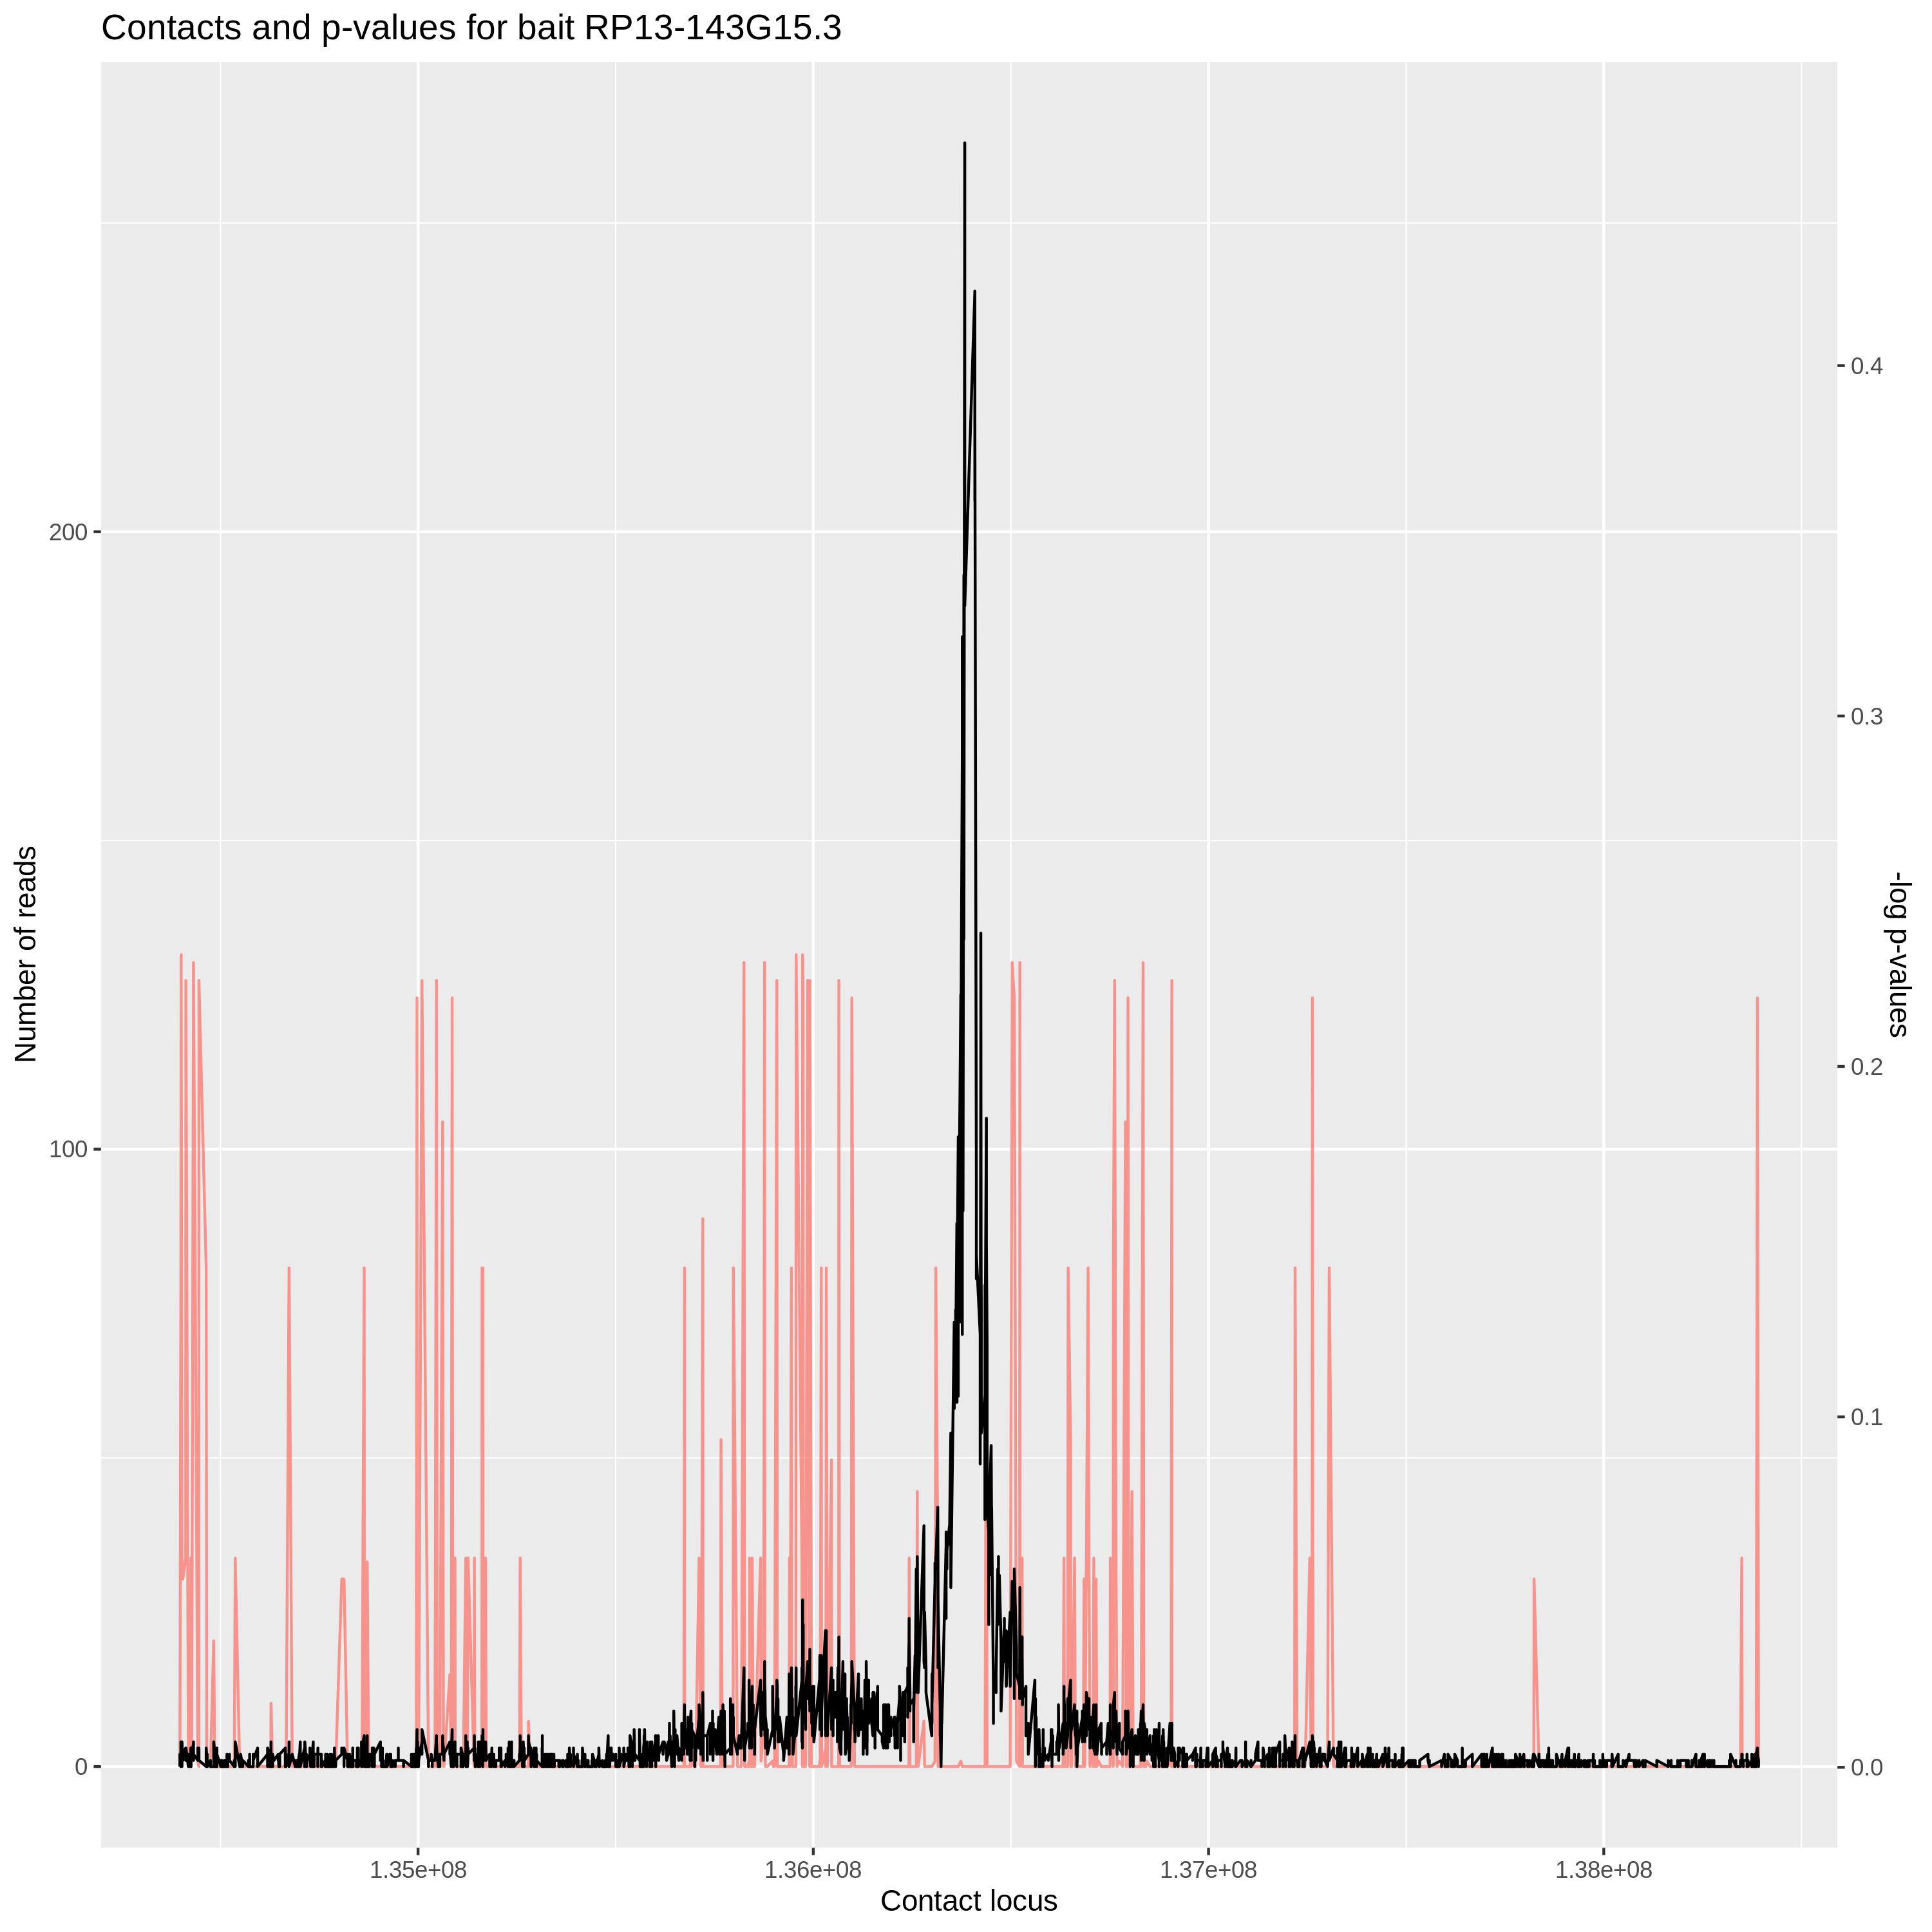 Contacts and p-values for bait RP13-143G15.3
Number of reads
200
100
0
0.4
0.3
0.2
0.1
0.0
-log p-values
1.35e+08
1.36e+08
1.37e+08
1.38e+08
Contact locus